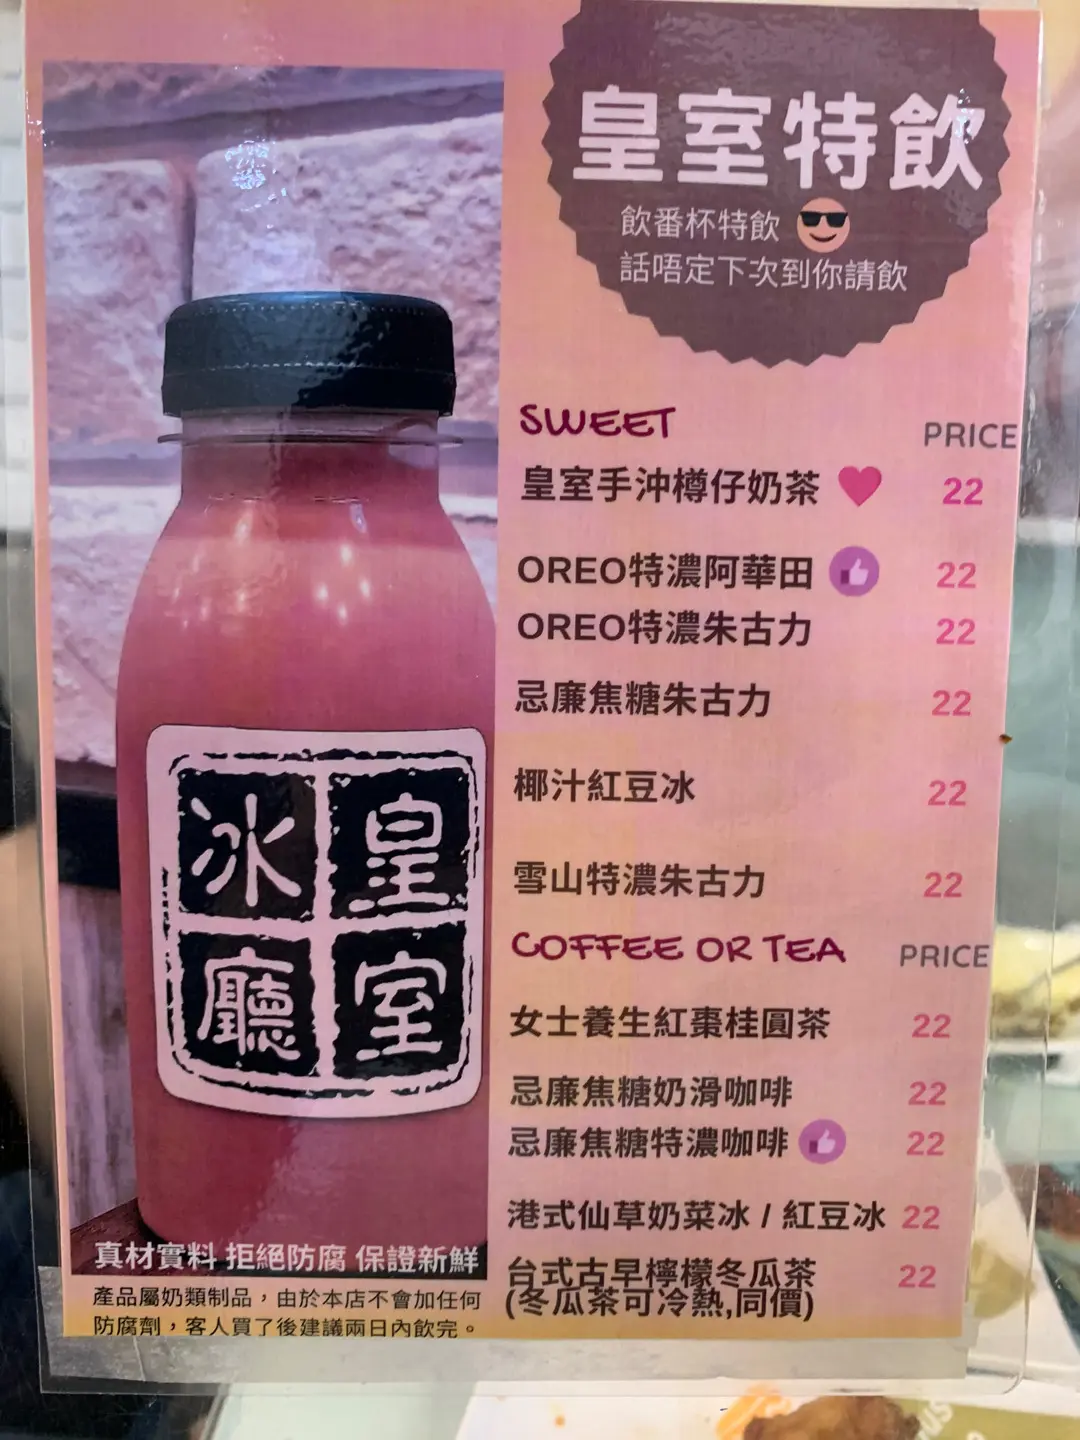 皇室特飲
飲番杯特飲
話唔定下次到你請飲
SWEET PRICE
皇室手沖樽仔奶茶 22
OREO特濃阿華田 22
OREO特濃朱古力 22
忌廉焦糖朱古力 22
椰汁紅豆冰 22
雪山特濃朱古力 22
COFFEE OR TEA PRICE
女士養生紅棗桂圓茶 22
忌廉焦糖奶滑咖啡 22
忌廉焦糖特濃咖啡 22
港式仙草奶菜冰 / 紅豆冰 22
台式古早檸檬冬瓜茶 22
(冬瓜茶可冷熱,同價)
皇室
冰廳
真材實料 拒絕防腐 保證新鮮
產品屬奶類制品，由於本店不會加任何
防腐劑，客人買了後建議兩日內飲完。